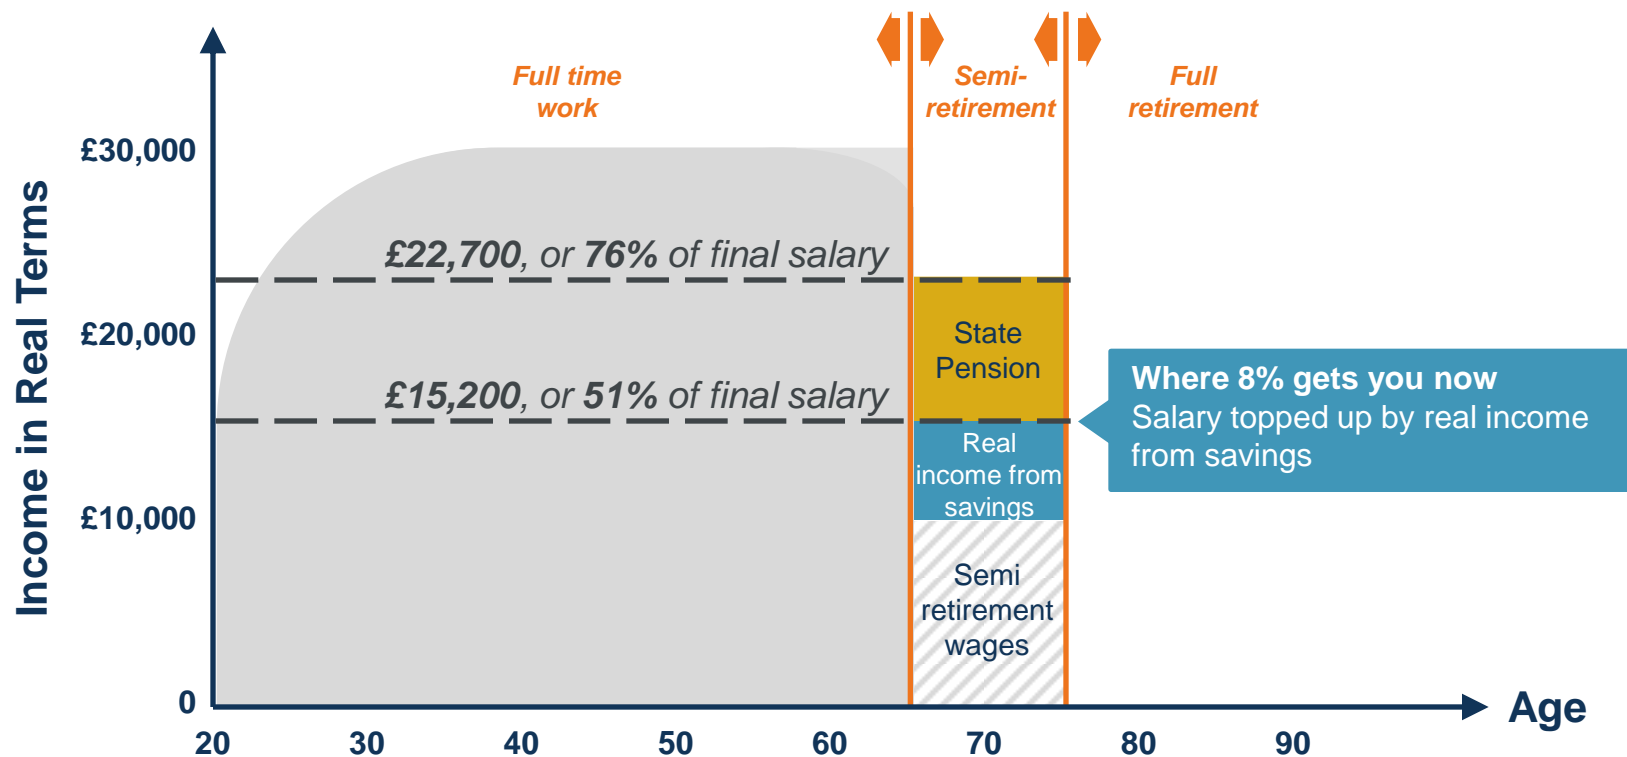 Full time
work
Semi-
retirement
Full
retirement
Income in Real Terms
£30,000
£20,000
£10,000
0
£22,700, or 76% of final salary
£15,200, or 51% of final salary
State
Pension
Real
income from
savings
Semi
retirement
wages
Where 8% gets you now
Salary topped up by real income
from savings
20 30 40 50 60 70 80 90
Age